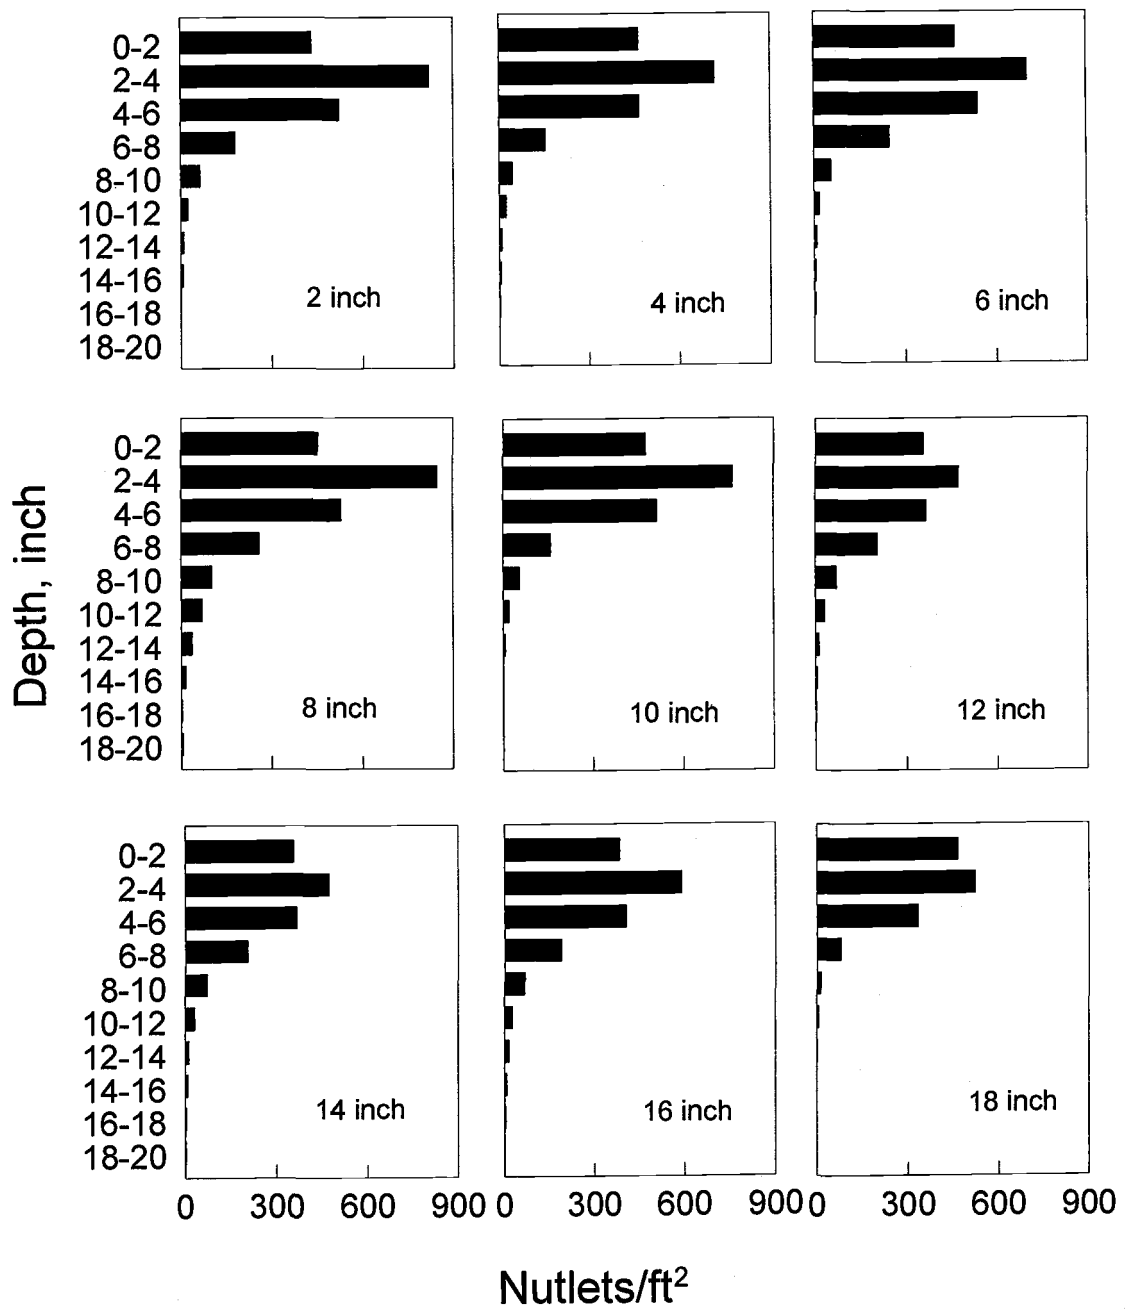 0-2
2-4
4-6
6-8
8-10
10-12
12-14
14-16
16-18
18-20
2 inch
4 inch
6 inch
Depth, inch
0-2
2-4
4-6
6-8
8-10
10-12
12-14
14-16
16-18
18-20
8 inch
10 inch
12 inch
0-2
2-4
4-6
6-8
8-10
10-12
12-14
14-16
16-18
18-20
14 inch
16 inch
18 inch
0 300 600 900 0 300 600 900 0 300 600 900
Nutlets/ft²